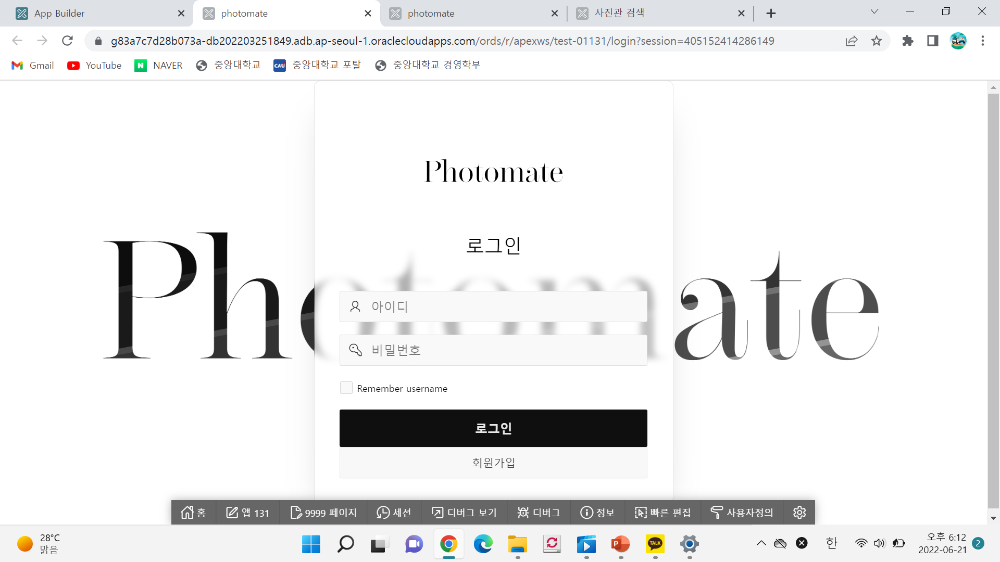 App Builder
photomate
photomate
사진관 검색
g83a7c7d28b073a-db202203251849.adb.ap-seoul-1.oraclecloudapps.com/ords/r/apexws/test-01131/login?session=405152414286149
Gmail
YouTube
N NAVER
중앙대학교
CAU 중앙대학교 포탈
중앙대학교 경영학부
Photomate
Photomate
로그인
아이디
비밀번호
Remember username
로그인
회원가입
홈
앱 131
9999 페이지
세션
디버그 보기
디버그
정보
빠른 편집
사용자정의
28°C
맑음
P
TALK
한
오후 6:12
2022-06-21
2